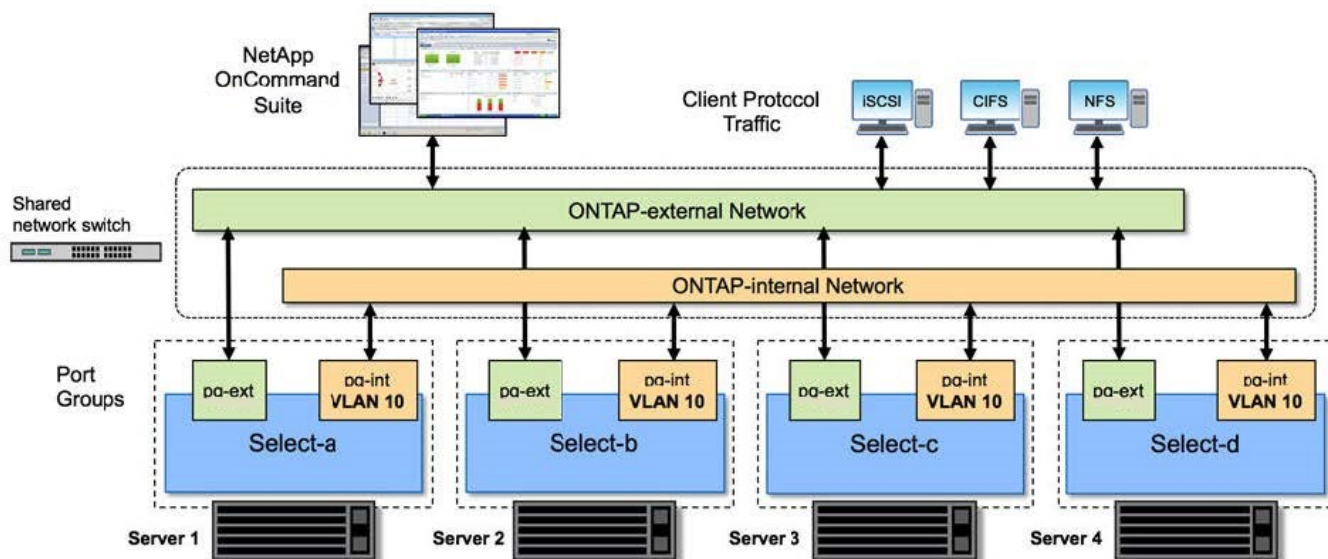 NetApp
OnCommand
Suite
Client Protocol
Traffic
iSCSI
CIFS
NFS
Shared
network switch
ONTAP-external Network
ONTAP-internal Network
Port
Groups
pg-ext
pg-int
VLAN 10
Select-a
pg-ext
pg-int
VLAN 10
Select-b
pg-ext
pg-int
VLAN 10
Select-c
pg-ext
pg-int
VLAN 10
Select-d
Server 1
Server 2
Server 3
Server 4